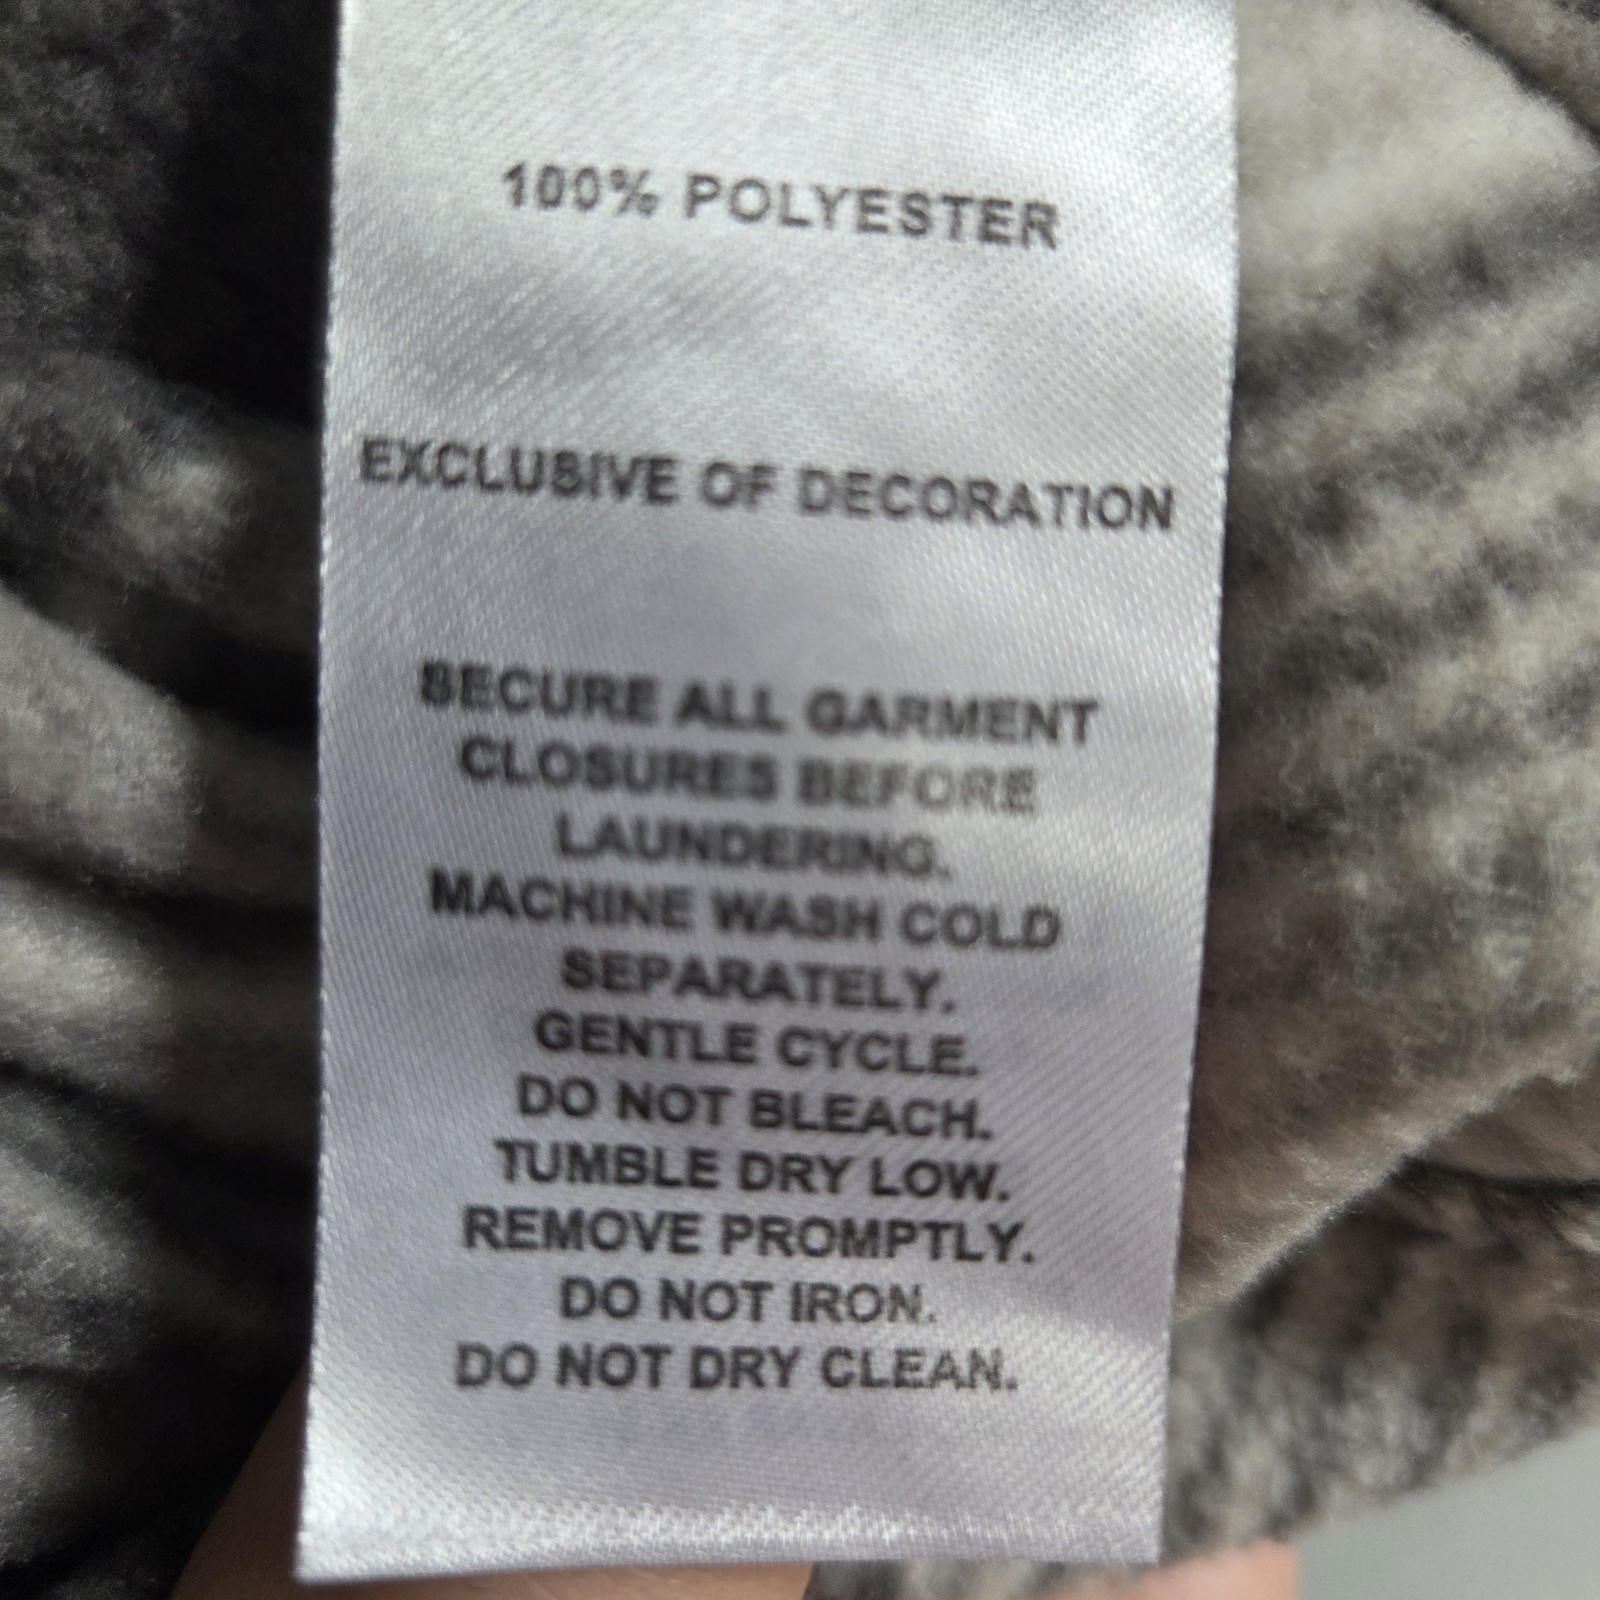 100% POLYESTER
EXCLUSIVE OF DECORATION
SECURE ALL GARMENT
CLOSURES BEFORE
LAUNDERING.
MACHINE WASH COLD
SEPARATELY.
GENTLE CYCLE.
DO NOT BLEACH.
TUMBLE DRY LOW.
REMOVE PROMPTLY.
DO NOT IRON.
DO NOT DRY CLEAN.